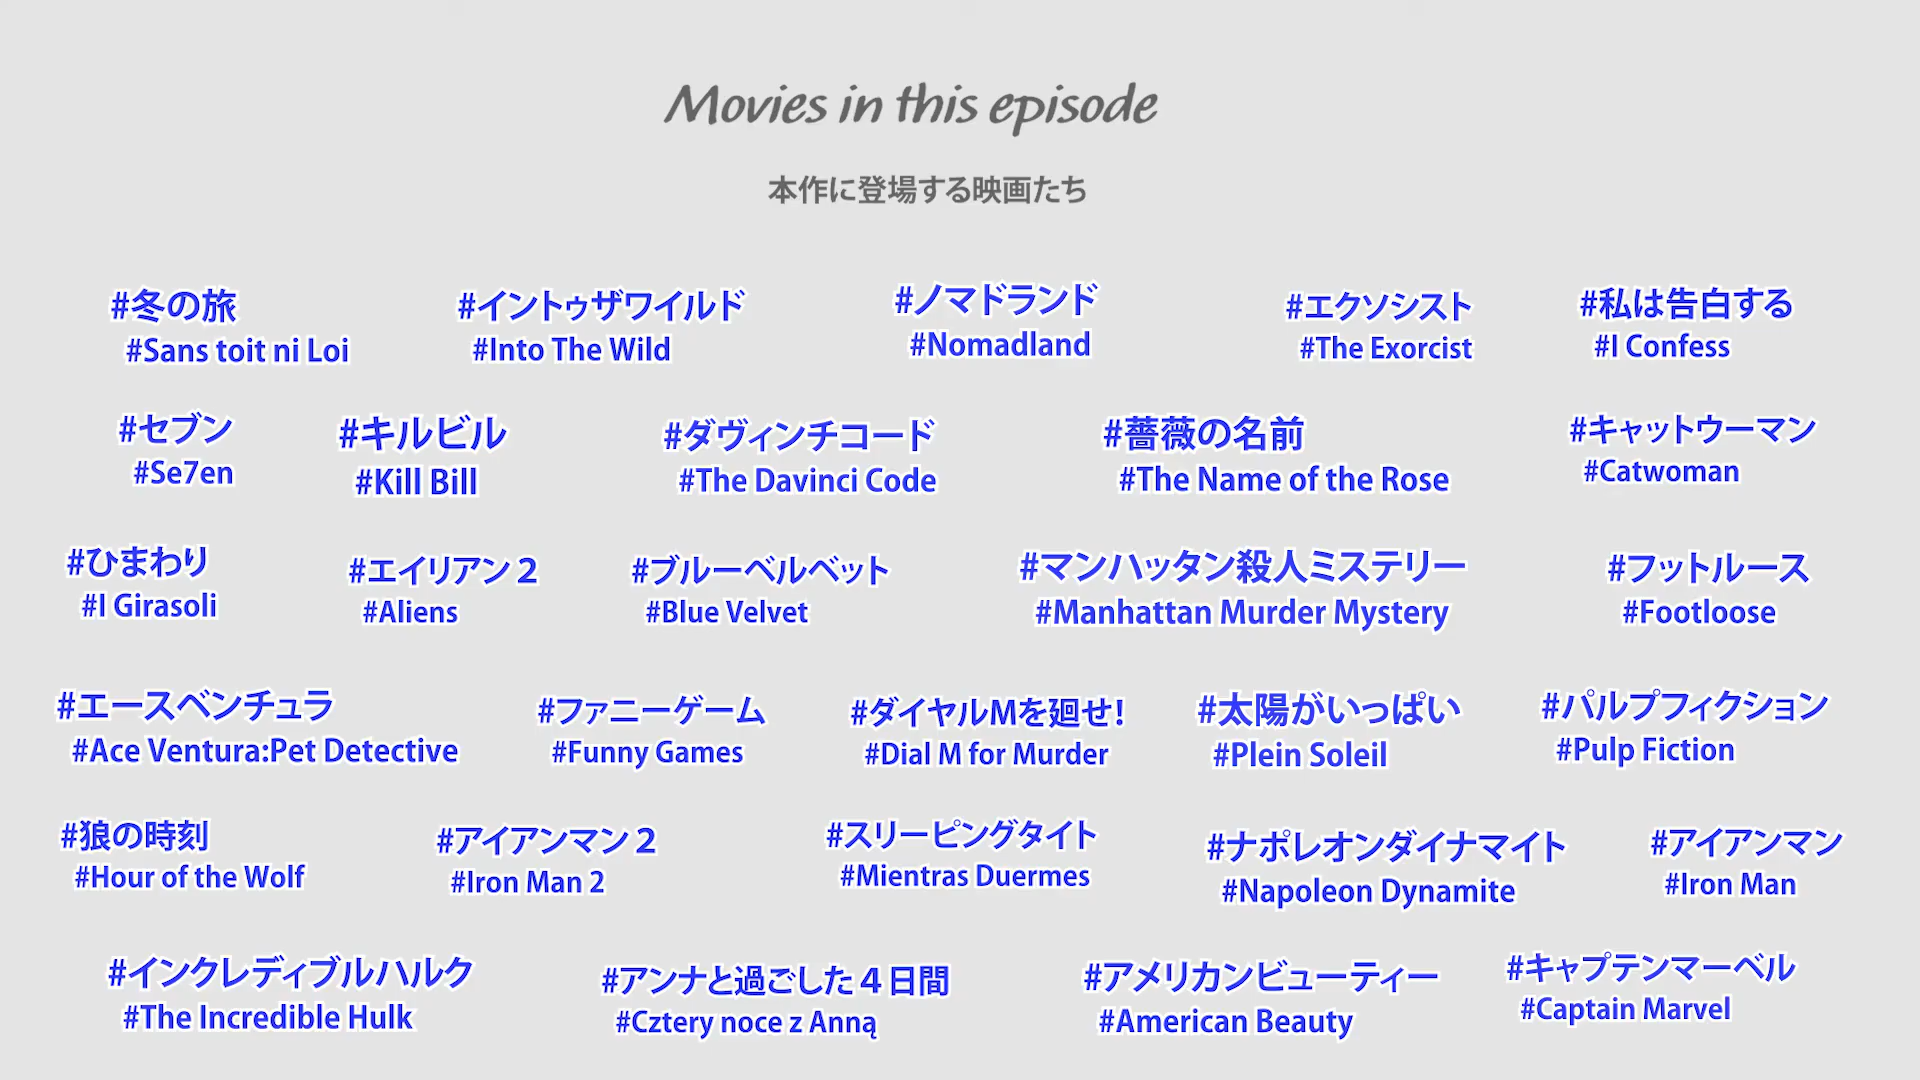 Movies in this episode
本作に登場する映画たち
#冬の旅
#Sans toit ni Loi
#イントゥザワイルド
#Into The Wild
#ノマドランド
#Nomadland
#エクソシスト
#The Exorcist
#私は告白する
#I Confess
#セブン
#Se7en
#キルビル
#Kill Bill
#ダヴィンチコード
#The Davinci Code
#薔薇の名前
#The Name of the Rose
#キャットウーマン
#Catwoman
#ひまわり
#I Girasoli
#エイリアン２
#Aliens
#ブルーベルベット
#Blue Velvet
#マンハッタン殺人ミステリー
#Manhattan Murder Mystery
#フットルース
#Footloose
#エースベンチュラ
#Ace Ventura:Pet Detective
#ファニーゲーム
#Funny Games
#ダイヤルMを廻せ!
#Dial M for Murder
#太陽がいっぱい
#Plein Soleil
#パルプフィクション
#Pulp Fiction
#狼の時刻
#Hour of the Wolf
#アイアンマン２
#Iron Man 2
#スリーピングタイト
#Mientras Duermes
#ナポレオンダイナマイト
#Napoleon Dynamite
#アイアンマン
#Iron Man
#インクレディブルハルク
#The Incredible Hulk
#アンナと過ごした４日間
#Cztery noce z Anną
#アメリカンビューティー
#American Beauty
#キャプテンマーベル
#Captain Marvel